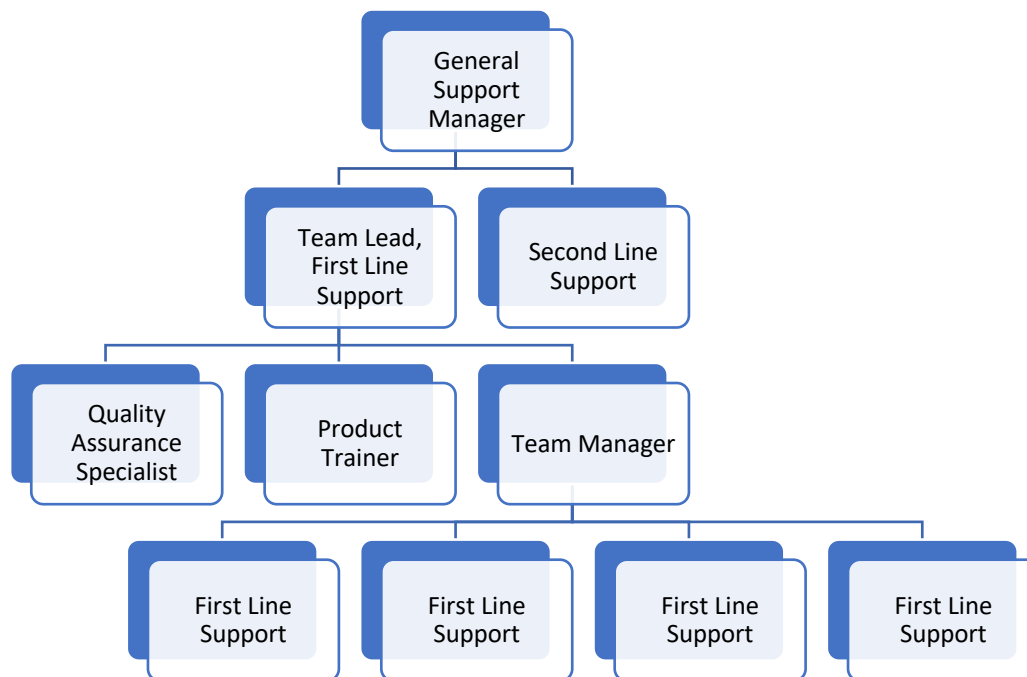 General
Support
Manager
Team Lead,
First Line
Support
Second Line
Support
Quality
Assurance
Specialist
Product
Trainer
Team Manager
First Line
Support
First Line
Support
First Line
Support
First Line
Support